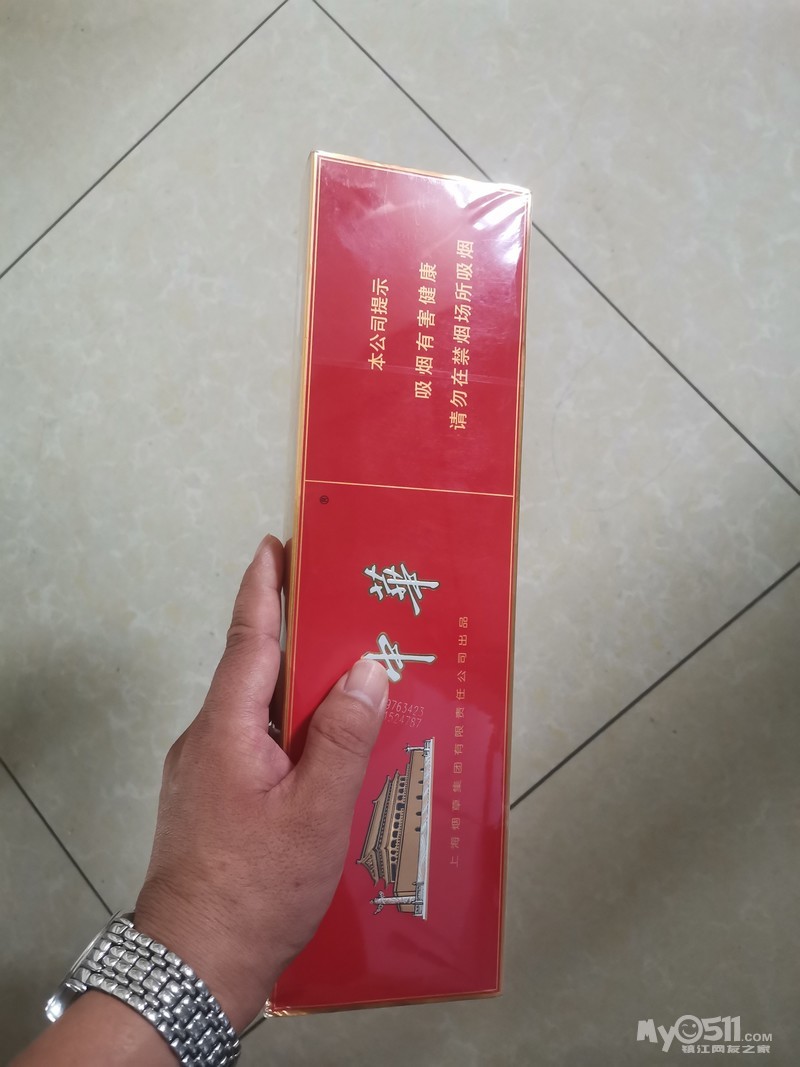 本公司提示
吸烟有害健康
请勿在禁烟场所吸烟
®
中華
9763423
1524787
上海烟草集团有限责任公司出品
My0511.COM
镇江网友之家